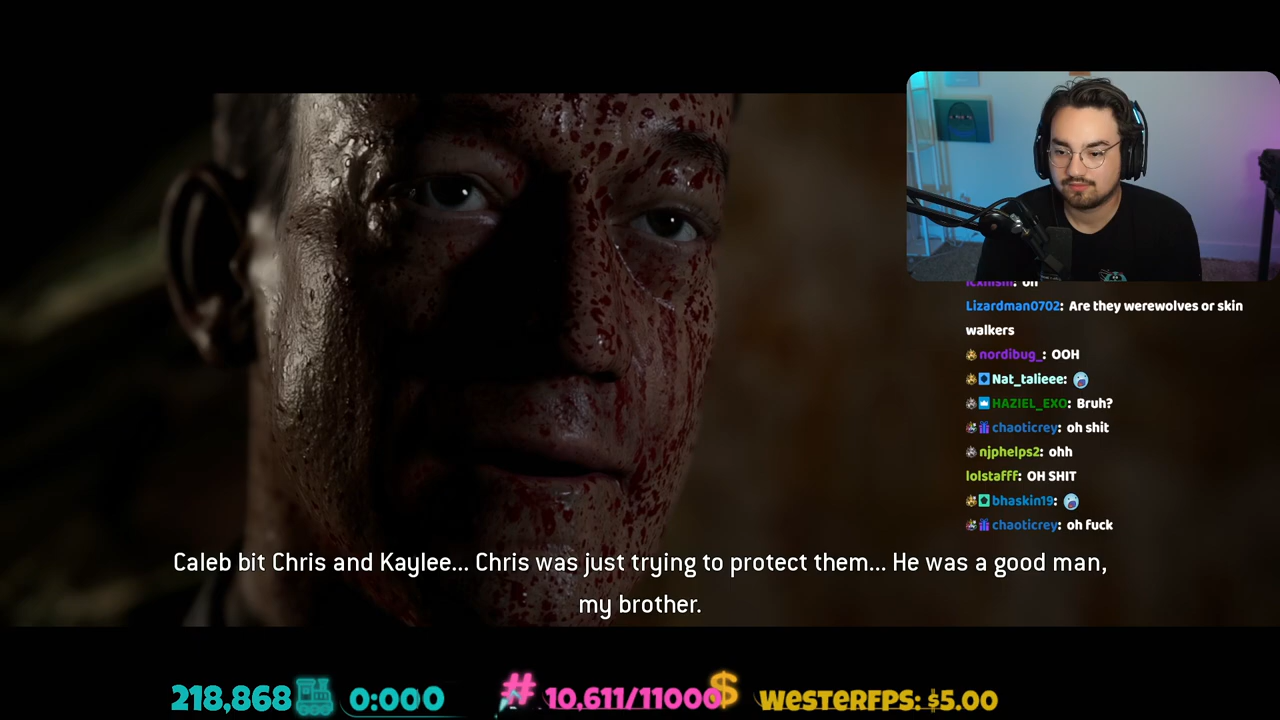 Lizardman0702: Are they werewolves or skin
walkers
nordibug_: OOH
Nat_talieee:
HAZIEL_EXO: Bruh?
chaoticrey: oh shit
njphelps2: ohh
lolstafff: OH SHIT
bhaskin19:
chaoticrey: oh fuck
Caleb bit Chris and Kaylee... Chris was just trying to protect them... He was a good man,
my brother.
218,868 0:000 # 10,611/11000 $ WESTERFPS: $5.00